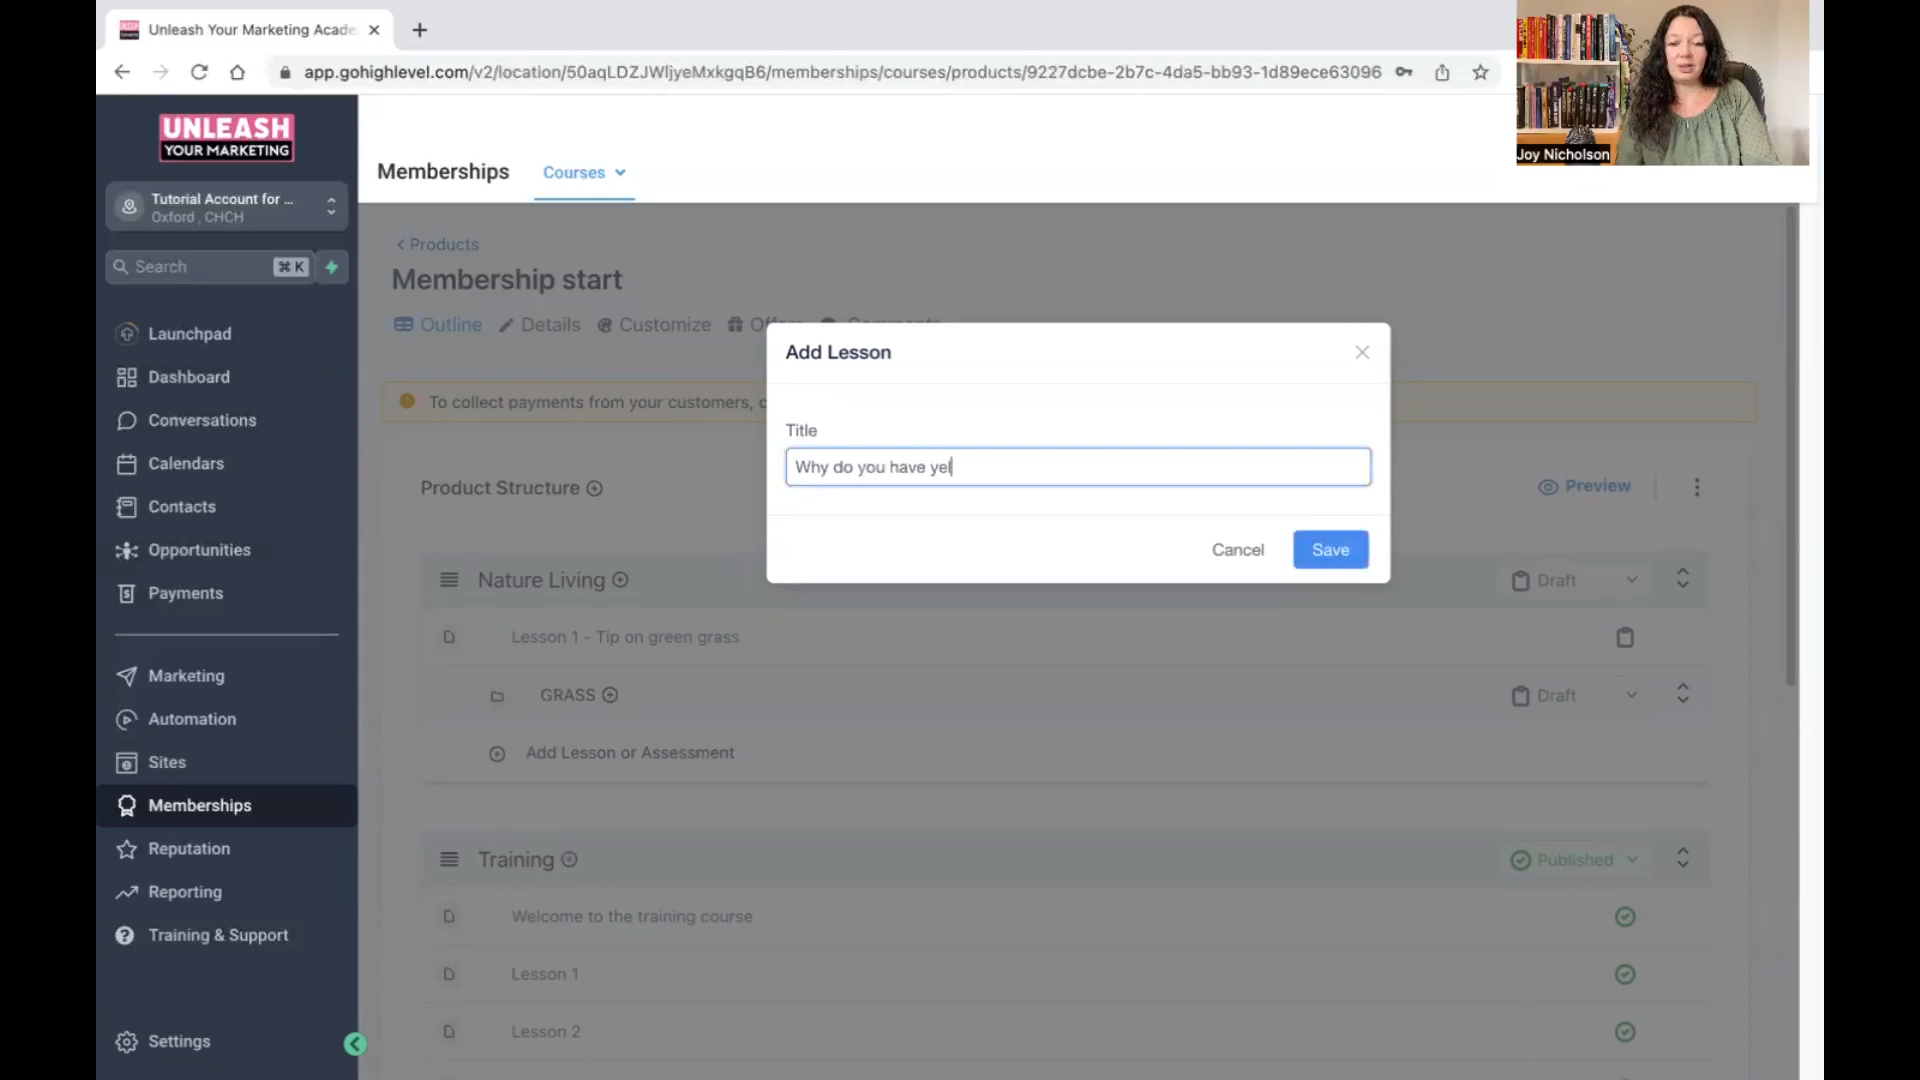 Unleash Your Marketing Acade
app.gohighlevel.com/v2/location/50aqLDZJWljyeMxkgqB6/memberships/courses/products/9227dcbe-2b7c-4da5-bb93-1d89ece63096
Joy Nicholson
UNLEASH
YOUR MARKETING
Tutorial Account for ...
Oxford , CHCH
Search
⌘ K
Launchpad
Dashboard
Conversations
Calendars
Contacts
Opportunities
Payments
Marketing
Automation
Sites
Memberships
Reputation
Reporting
Training & Support
Settings
Memberships
Courses
Products
Membership start
Outline
Details
Customize
To collect payments from your customers, c
Add Lesson
Title
Why do you have yel
Cancel
Save
Product Structure
Preview
Nature Living
Draft
Lesson 1 - Tip on green grass
GRASS
Draft
Add Lesson or Assessment
Training
Published
Welcome to the training course
Lesson 1
Lesson 2